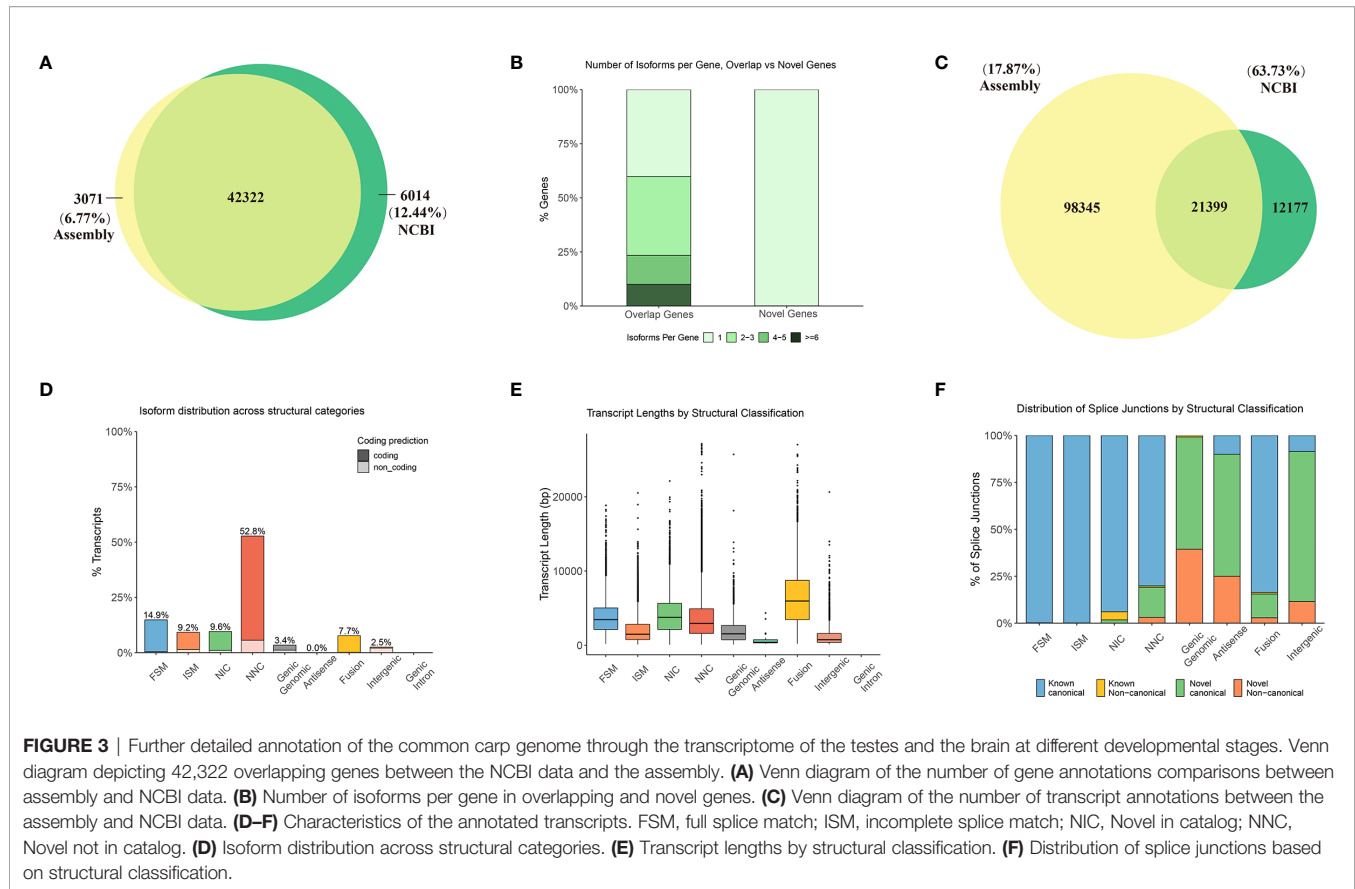 A
3071
(6.77%)
Assembly
42322
6014
(12.44%)
NCBI
B
Number of Isoforms per Gene, Overlap vs Novel Genes
% Genes
100%
75%
50%
25%
0%
Overlap Genes
Novel Genes
Isoforms Per Gene 1 2−3 4−5 >=6
C
(17.87%)
Assembly
(63.73%)
NCBI
98345
21399
12177
D
Isoform distribution across structural categories
% Transcripts
100%
75%
50%
25%
0%
Coding prediction
coding
non_coding
14.9%
9.2%
9.6%
52.8%
3.4%
0.0%
7.7%
2.5%
FSM
ISM
NIC
NNC
Genic
Genomic
Antisense
Fusion
Intergenic
Genic
Intron
E
Transcript Lengths by Structural Classification
Transcript Length (bp)
20000
10000
0
FSM
ISM
NIC
NNC
Genic
Genomic
Antisense
Fusion
Intergenic
Genic
Intron
F
Distribution of Splice Junctions by Structural Classification
% of Splice Junctions
100%
75%
50%
25%
0%
FSM
ISM
NIC
NNC
Genic
Genomic
Antisense
Fusion
Intergenic
Known
canonical
Known
Non-canonical
Novel
canonical
Novel
Non-canonical
FIGURE 3 | Further detailed annotation of the common carp genome through the transcriptome of the testes and the brain at different developmental stages. Venn
diagram depicting 42,322 overlapping genes between the NCBI data and the assembly. (A) Venn diagram of the number of gene annotations comparisons between
assembly and NCBI data. (B) Number of isoforms per gene in overlapping and novel genes. (C) Venn diagram of the number of transcript annotations between the
assembly and NCBI data. (D–F) Characteristics of the annotated transcripts. FSM, full splice match; ISM, incomplete splice match; NIC, Novel in catalog; NNC,
Novel not in catalog. (D) Isoform distribution across structural categories. (E) Transcript lengths by structural classification. (F) Distribution of splice junctions based
on structural classification.